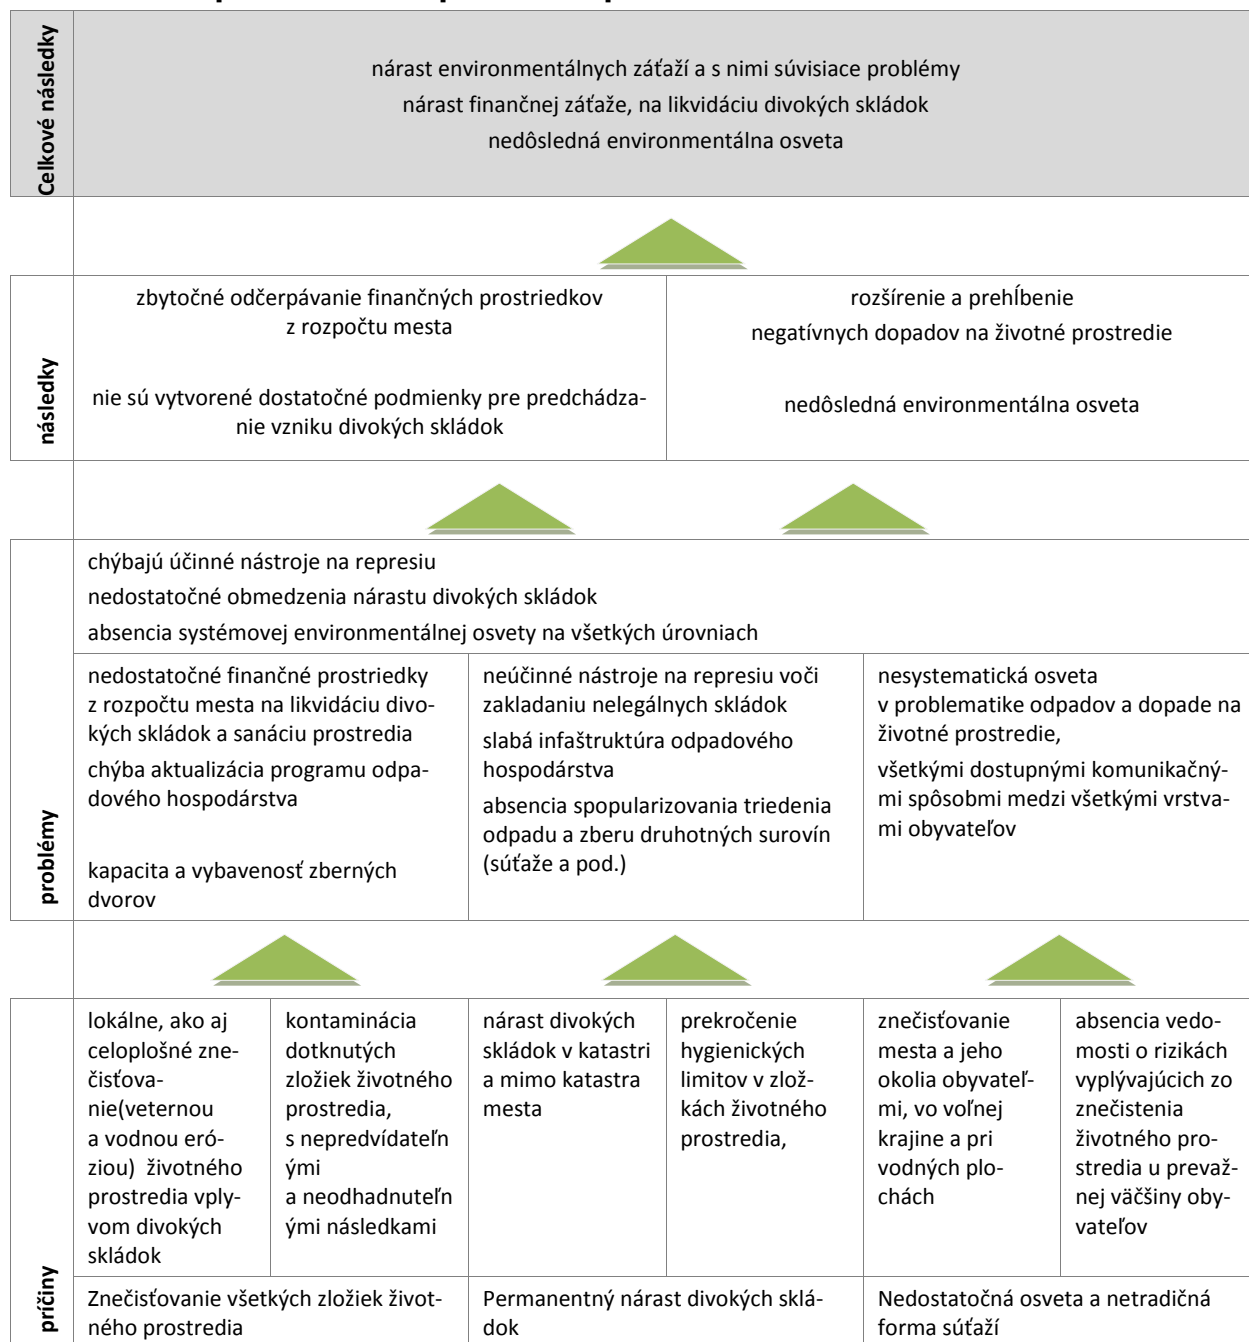 Celkové následky
nárast environmentálnych záťaží a s nimi súvisiace problémy
nárast finančnej záťaže, na likvidáciu divokých skládok
nedôsledná environmentálna osveta
následky
zbytočné odčerpávanie finančných prostriedkov
z rozpočtu mesta
nie sú vytvorené dostatočné podmienky pre predchádza-
nie vzniku divokých skládok
rozšírenie a prehĺbenie
negatívnych dopadov na životné prostredie
nedôsledná environmentálna osveta
problémy
chýbajú účinné nástroje na represiu
nedostatočné obmedzenia nárastu divokých skládok
absencia systémovej environmentálnej osvety na všetkých úrovniach
nedostatočné finančné prostriedky
z rozpočtu mesta na likvidáciu divo-
kých skládok a sanáciu prostredia
chýba aktualizácia programu odpa-
dového hospodárstva
kapacita a vybavenosť zberných
dvorov
neúčinné nástroje na represiu voči
zakladaniu nelegálnych skládok
slabá infaštruktúra odpadového
hospodárstva
absencia spopularizovania triedenia
odpadu a zberu druhotných surovín
(súťaže a pod.)
nesystematická osveta
v problematike odpadov a dopade na
životné prostredie,
všetkými dostupnými komunikačný-
mi spôsobmi medzi všetkými vrstva-
mi obyvateľov
príčiny
lokálne, ako aj
celoplošné zne-
čisťova-
nie(veternou
a vodnou eró-
ziou)  životného
prostredia vply-
vom divokých
skládok
kontaminácia
dotknutých
zložiek životného
prostredia,
s nepredvídateľn
ými
a neodhadnuteľn
ými následkami
nárast divokých
skládok v katastri
a mimo katastra
mesta
prekročenie
hygienických
limitov v zlož-
kách životného
prostredia,
znečisťovanie
mesta a jeho
okolia obyvateľ-
mi, vo voľnej
krajine a pri
vodných plo-
chách
absencia vedo-
mosti o rizikách
vyplývajúcich zo
znečistenia
životného pro-
stredia u prevaž-
nej väčšiny oby-
vateľov
Znečisťovanie všetkých zložiek život-
ného prostredia
Permanentný nárast divokých sklá-
dok
Nedostatočná osveta a netradičná
forma súťaží